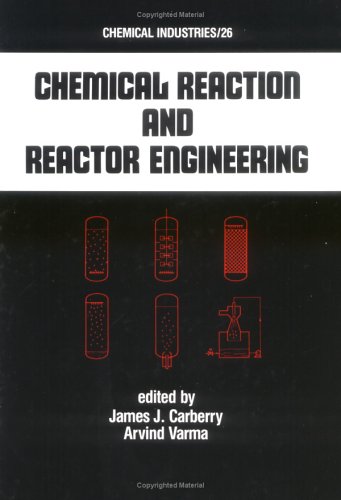 Copyrighted Material
CHEMICAL INDUSTRIES/26
CHEMICAL REACTION
AND
REACTOR ENGINEERING
edited by
James J. Carberry
Arvind Varma
Copyrighted Material